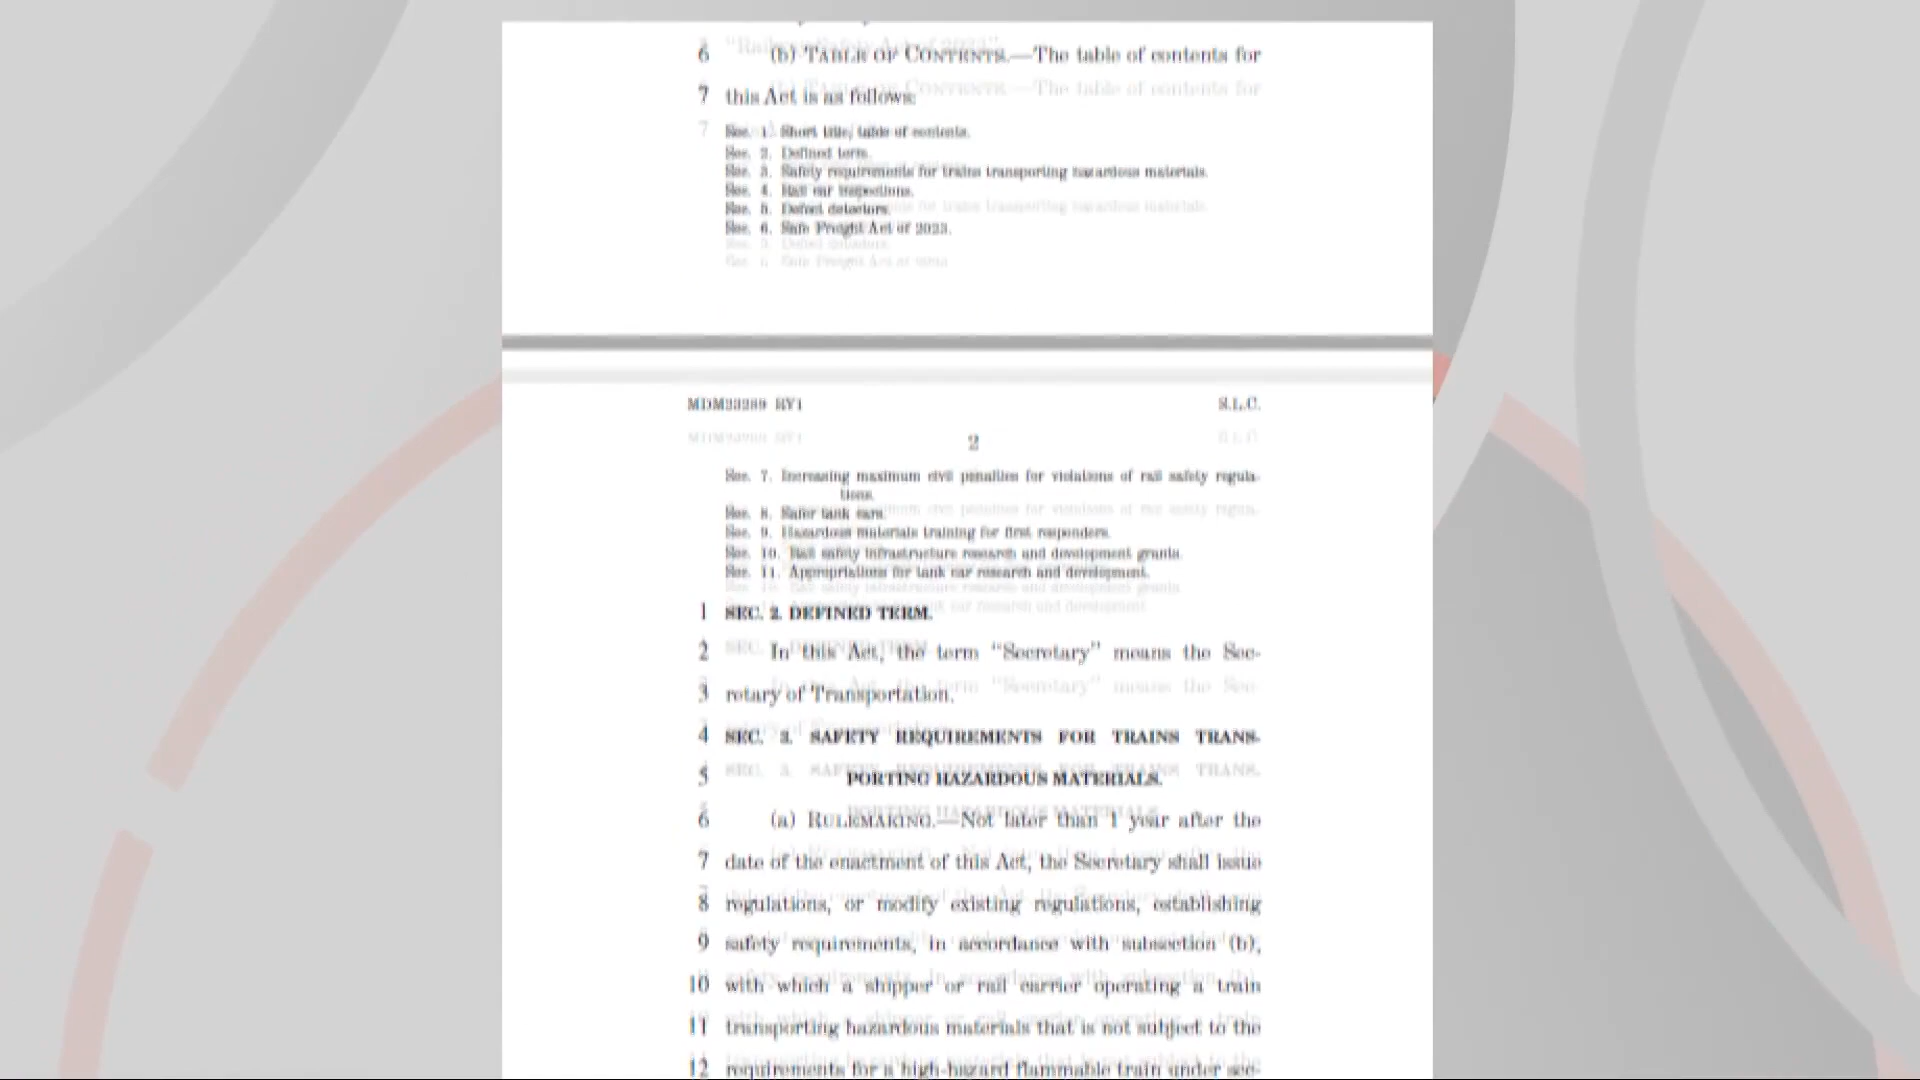 "Railway Safety Act of 2023".
6 (b) TABLE OF CONTENTS.—The table of contents for
7 this Act is as follows:
Sec. 1. Short title; table of contents.
Sec. 2. Defined term.
Sec. 3. Safety requirements for trains transporting hazardous materials.
Sec. 4. Rail car inspections.
Sec. 5. Defect detectors.
Sec. 6. Safe Freight Act of 2023.
MDM23289 HY1 S.L.C.
2
Sec. 7. Increasing maximum civil penalties for violations of rail safety regula-
tions.
Sec. 8. Safer tank cars.
Sec. 9. Hazardous materials training for first responders.
Sec. 10. Rail safety infrastructure research and development grants.
Sec. 11. Appropriations for tank car research and development.
1 SEC. 2. DEFINED TERM.
2 In this Act, the term “Secretary” means the Sec-
3 retary of Transportation.
4 SEC. 3. SAFETY REQUIREMENTS FOR TRAINS TRANS-
5 PORTING HAZARDOUS MATERIALS.
6 (a) RULEMAKING.—Not later than 1 year after the
7 date of the enactment of this Act, the Secretary shall issue
8 regulations, or modify existing regulations, establishing
9 safety requirements, in accordance with subsection (b),
10 with which a shipper or rail carrier operating a train
11 transporting hazardous materials that is not subject to the
12 requirements for a high-hazard flammable train under sec-